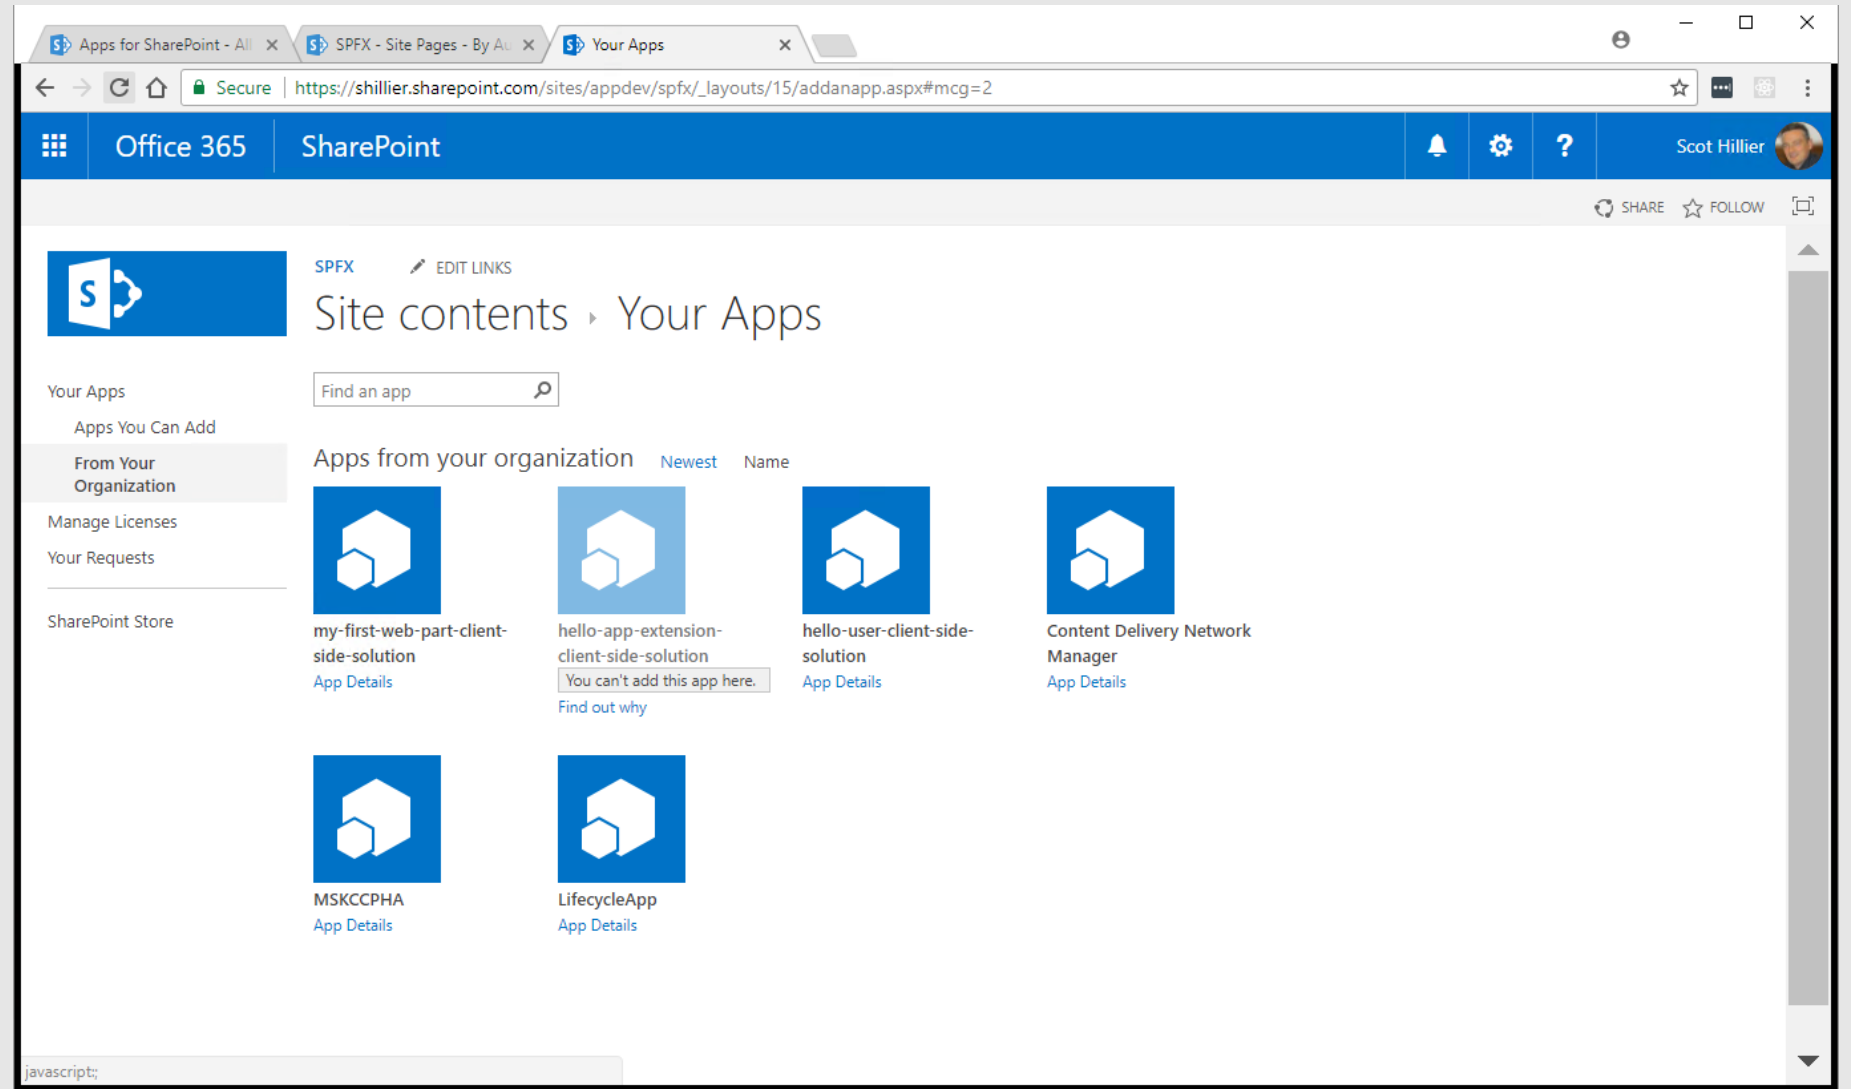 Apps for SharePoint - All
SPFX - Site Pages - By Au
Your Apps
Secure https://shillier.sharepoint.com/sites/appdev/spfx/_layouts/15/addanapp.aspx#mcg=2
Office 365 SharePoint ? Scot Hillier
SHARE FOLLOW
S
SPFX EDIT LINKS
Site contents Your Apps
Find an app
Your Apps
Apps You Can Add
From Your
Organization
Manage Licenses
Your Requests
SharePoint Store
Apps from your organization Newest Name
my-first-web-part-client-
side-solution
App Details
hello-app-extension-
client-side-solution
You can't add this app here.
Find out why
hello-user-client-side-
solution
App Details
Content Delivery Network
Manager
App Details
MSKCCPHA
App Details
LifecycleApp
App Details
javascript:;